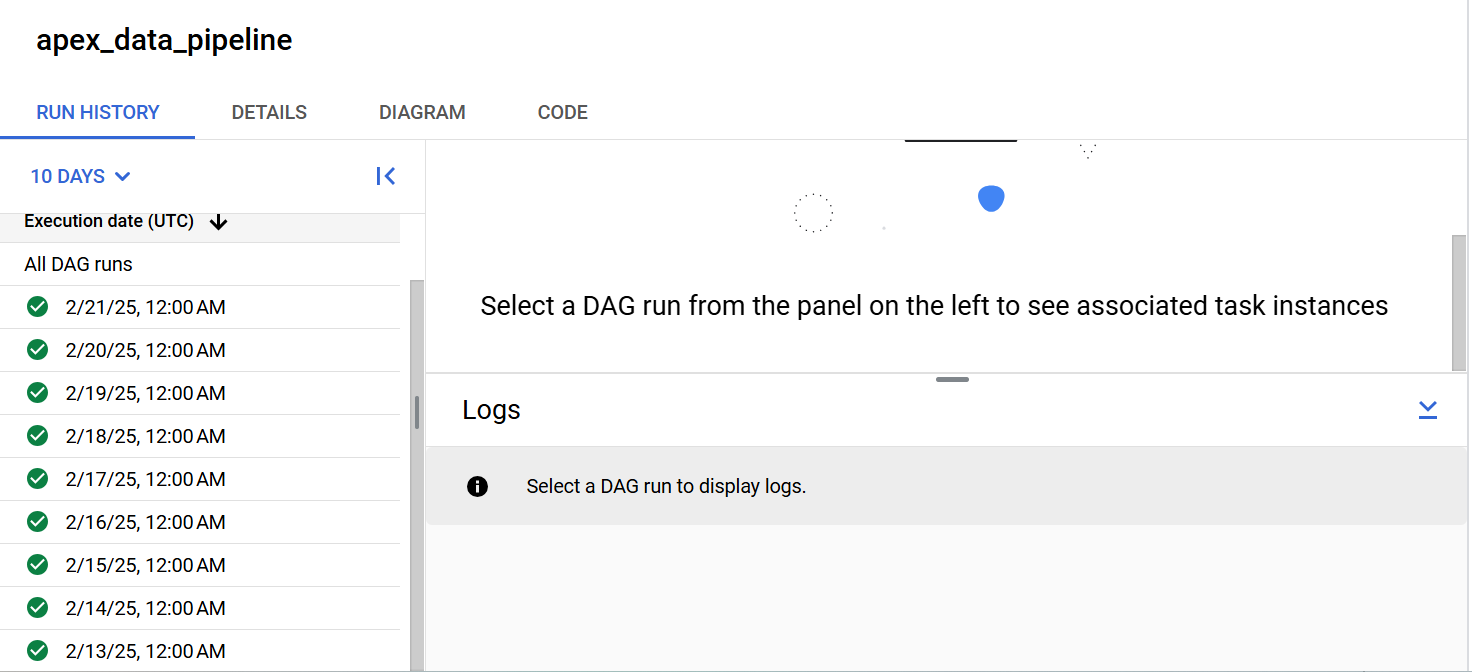 apex_data_pipeline
RUN HISTORY DETAILS DIAGRAM CODE
10 DAYS
Execution date (UTC)
All DAG runs
2/21/25, 12:00 AM
2/20/25, 12:00 AM
2/19/25, 12:00 AM
2/18/25, 12:00 AM
2/17/25, 12:00 AM
2/16/25, 12:00 AM
2/15/25, 12:00 AM
2/14/25, 12:00 AM
2/13/25, 12:00 AM
Select a DAG run from the panel on the left to see associated task instances
Logs
Select a DAG run to display logs.